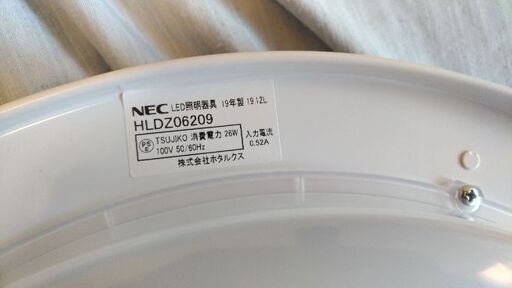 NEC LED照明器具 19年製 1912L
HLDZ06209
PS E TSUJIKO 消費電力 26W 入力電流
100V 50/60Hz 0.52A
株式会社ホタルクス